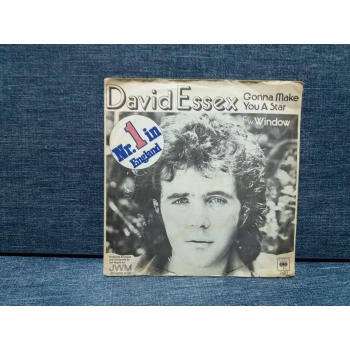 David Essex
Gonna Make
You A Star
Window
Nr. 1 in
England
JWM
CBS